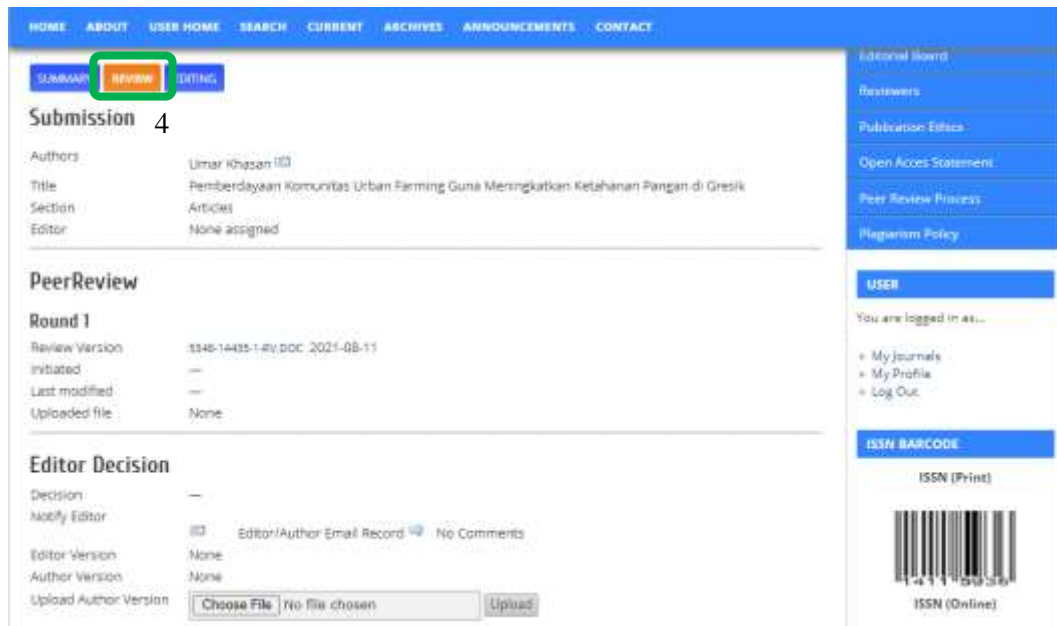 HOME ABOUT USER HOME SEARCH CURRENT ARCHIVES ANNOUNCEMENTS CONTACT
SUMMARY REVIEW EDITING
Submission 4
Authors Umar Khasan
Title Pemberdayaan Komunitas Urban Farming Guna Meningkatkan Ketahanan Pangan di Gresik
Section Articles
Editor None assigned
PeerReview
Round 1
Review Version 5346-14435-1-RV.DOC 2021-08-11
Initiated —
Last modified —
Uploaded file None
Editor Decision
Decision —
Notify Editor Editor/Author Email Record No Comments
Editor Version None
Author Version None
Upload Author Version Choose File No file chosen Upload
Editorial Board
Reviewers
Publication Ethics
Open Acces Statement
Peer Review Process
Plagiarism Policy
USER
You are logged in as...
» My Journals
» My Profile
» Log Out
ISSN BARCODE
ISSN (Print)
ISSN (Online)